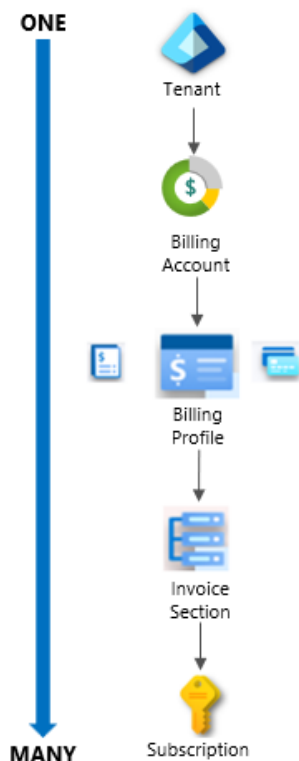 ONE
Tenant
$
Billing
Account
$
$
Billing
Profile
Invoice
Section
Subscription
MANY